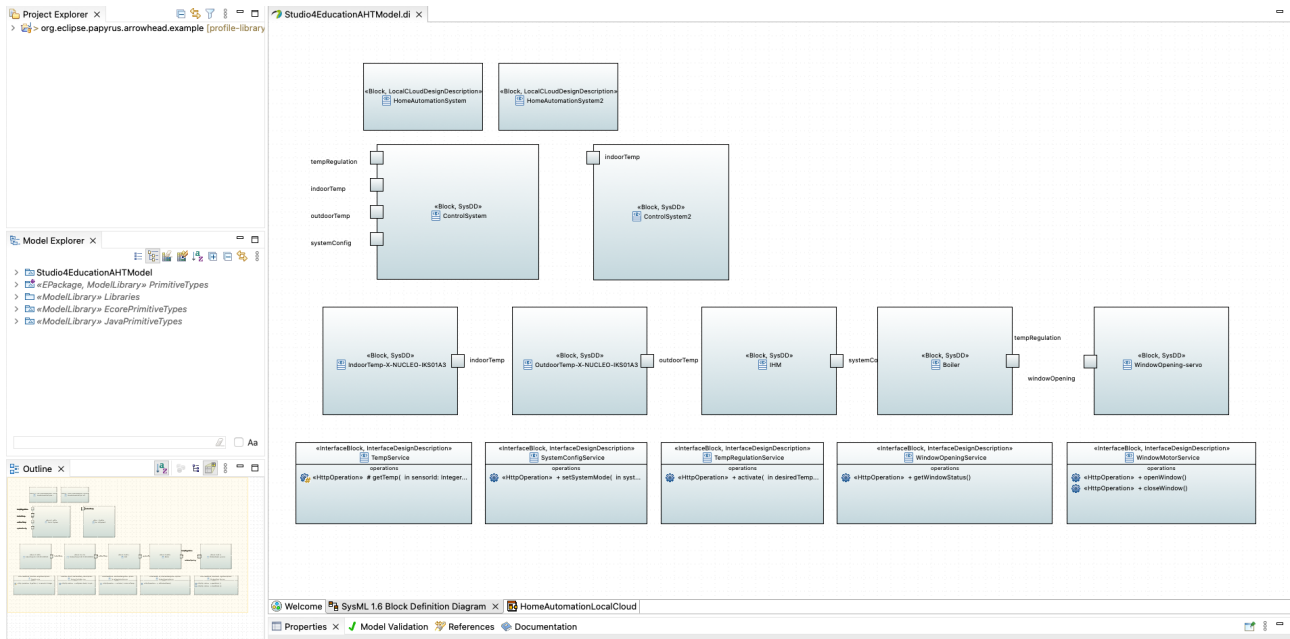 Project Explorer
> org.eclipse.papyrus.arrowhead.example [profile-library
Model Explorer
Studio4EducationAHTModel
«EPackage, ModelLibrary» PrimitiveTypes
«ModelLibrary» Libraries
«ModelLibrary» EcorePrimitiveTypes
«ModelLibrary» JavaPrimitiveTypes
Aa
Outline
Studio4EducationAHTModel.di
«Block, LocalCLoudDesignDescription»
HomeAutomationSystem
«Block, LocalCLoudDesignDescription»
HomeAutomationSystem2
tempRegulation
indoorTemp
outdoorTemp
systemConfig
«Block, SysDD»
ControlSystem
indoorTemp
«Block, SysDD»
ControlSystem2
«Block, SysDD»
IndoorTemp-X-NUCLEO-IKS01A3
indoorTemp
«Block, SysDD»
OutdoorTemp-X-NUCLEO-IKS01A3
outdoorTemp
«Block, SysDD»
IHM
systemCo
«Block, SysDD»
Boiler
tempRegulation
windowOpening
«Block, SysDD»
WindowOpening-servo
«InterfaceBlock, InterfaceDesignDescription»
TempService
operations
«HttpOperation» # getTemp( in sensorId: Integer...
«InterfaceBlock, InterfaceDesignDescription»
SystemConfigService
operations
«HttpOperation» + setSystemMode( in syst...
«InterfaceBlock, InterfaceDesignDescription»
TempRegulationService
operations
«HttpOperation» + activate( in desiredTemp...
«InterfaceBlock, InterfaceDesignDescription»
WindowOpeningService
operations
«HttpOperation» + getWindowStatus()
«InterfaceBlock, InterfaceDesignDescription»
WindowMotorService
operations
«HttpOperation» + openWindow()
«HttpOperation» + closeWindow()
Welcome
SysML 1.6 Block Definition Diagram
HomeAutomationLocalCloud
Properties
Model Validation
References
Documentation